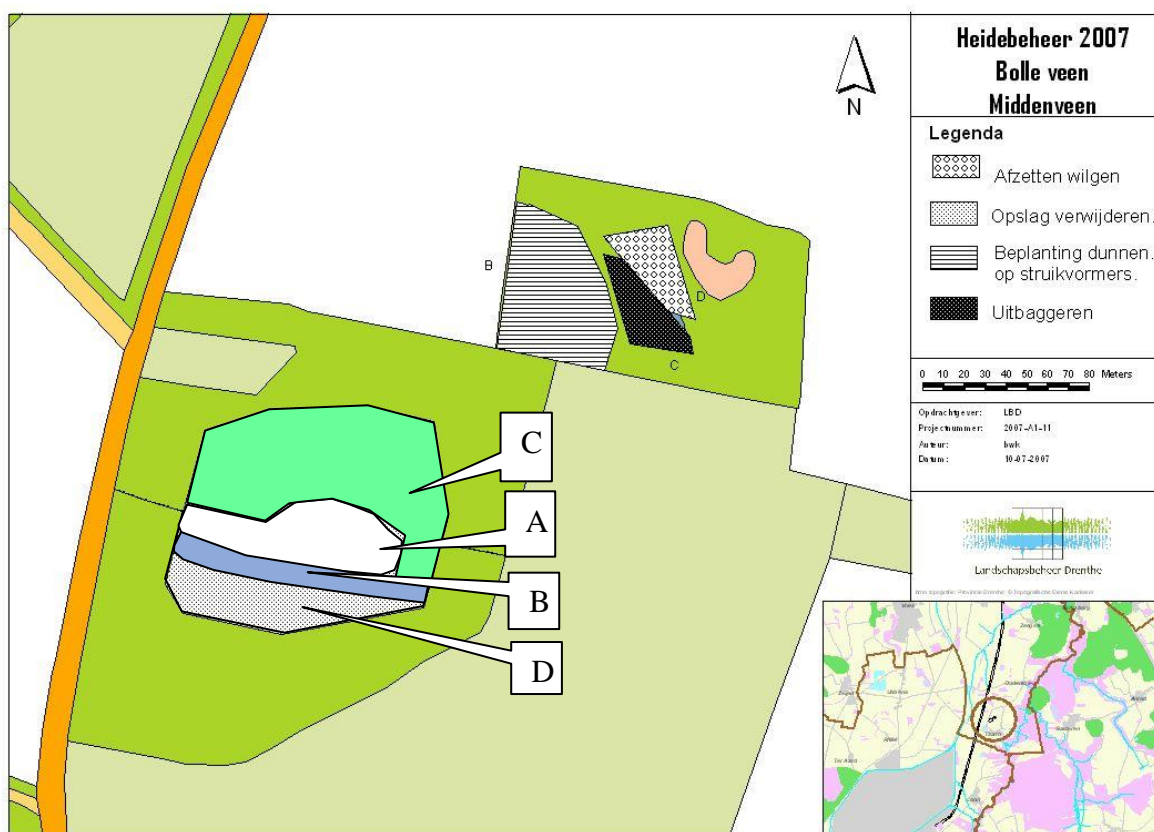 Heidebeheer 2007
Bolle veen
Middenveen
Legenda
Afzetten wilgen
Opslag verwijderen.
Beplanting dunnen.
op struikvormers.
Uitbaggeren
0 10 20 30 40 50 60 70 80 Meters
Opdrachtgever: LBD
Projectnummer: 2007-A1-11
Auteur: bwk
Datum: 10-07-2007
Landschapsbeheer Drenthe
N
B
D
C
C
A
B
D